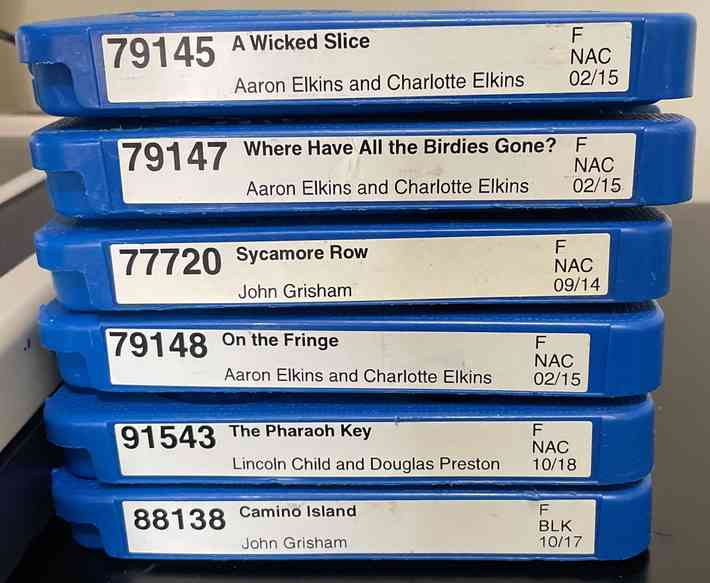 79145 A Wicked Slice F
NAC
Aaron Elkins and Charlotte Elkins 02/15
79147 Where Have All the Birdies Gone? F
NAC
Aaron Elkins and Charlotte Elkins 02/15
77720 Sycamore Row F
NAC
John Grisham 09/14
79148 On the Fringe F
NAC
Aaron Elkins and Charlotte Elkins 02/15
91543 The Pharaoh Key F
NAC
Lincoln Child and Douglas Preston 10/18
88138 Camino Island F
BLK
John Grisham 10/17